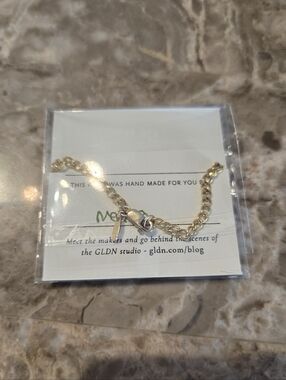 THIS WAS HAND MADE FOR YOU
Meet the makers and go behind the scenes of
the GLDN studio - gldn.com/blog